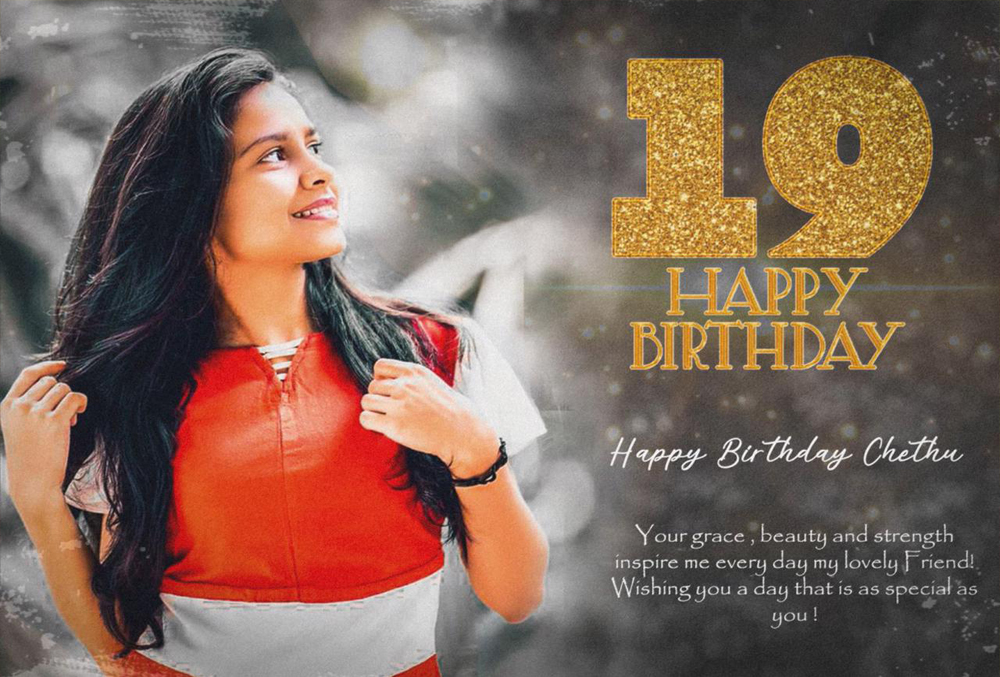 19
HAPPY
BIRTHDAY
Happy Birthday Chethu
Your grace , beauty and strength
inspire me every day my lovely Friend!
Wishing you a day that is as special as
you !